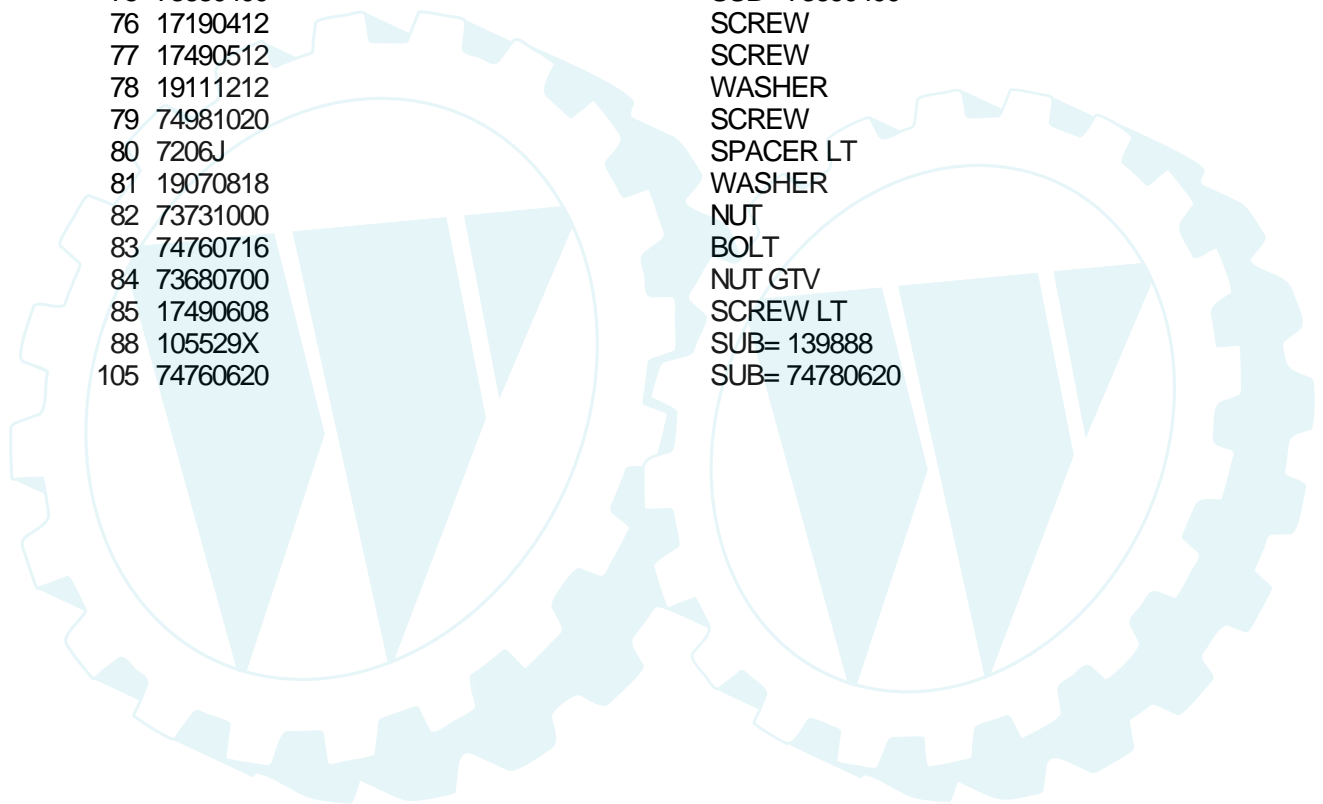 76 17190412 SCREW
77 17490512 SCREW
78 19111212 WASHER
79 74981020 SCREW
80 7206J SPACER LT
81 19070818 WASHER
82 73731000 NUT
83 74760716 BOLT
84 73680700 NUT GTV
85 17490608 SCREW LT
88 105529X SUB= 139888
105 74760620 SUB= 74780620